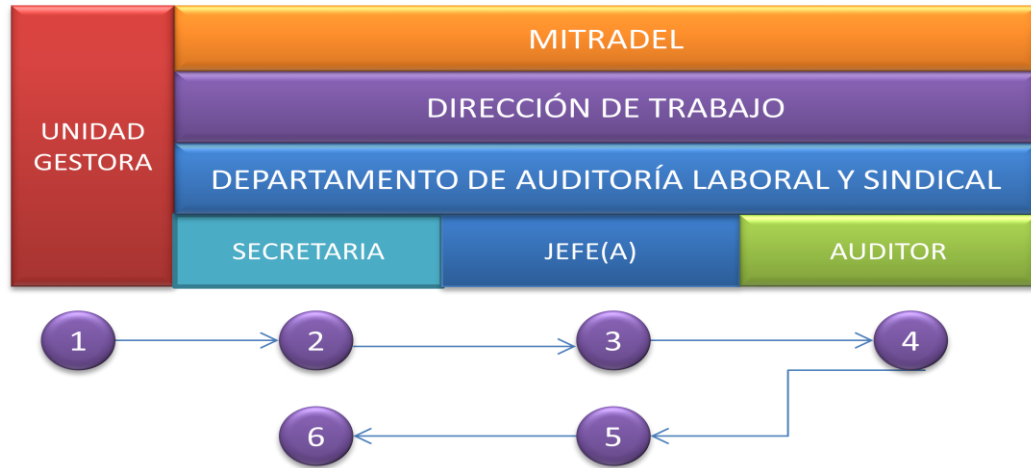 MITRADEL
DIRECCIÓN DE TRABAJO
UNIDAD
GESTORA
DEPARTAMENTO DE AUDITORÍA LABORAL Y SINDICAL
SECRETARIA
JEFE(A)
AUDITOR
1
2
3
4
6
5